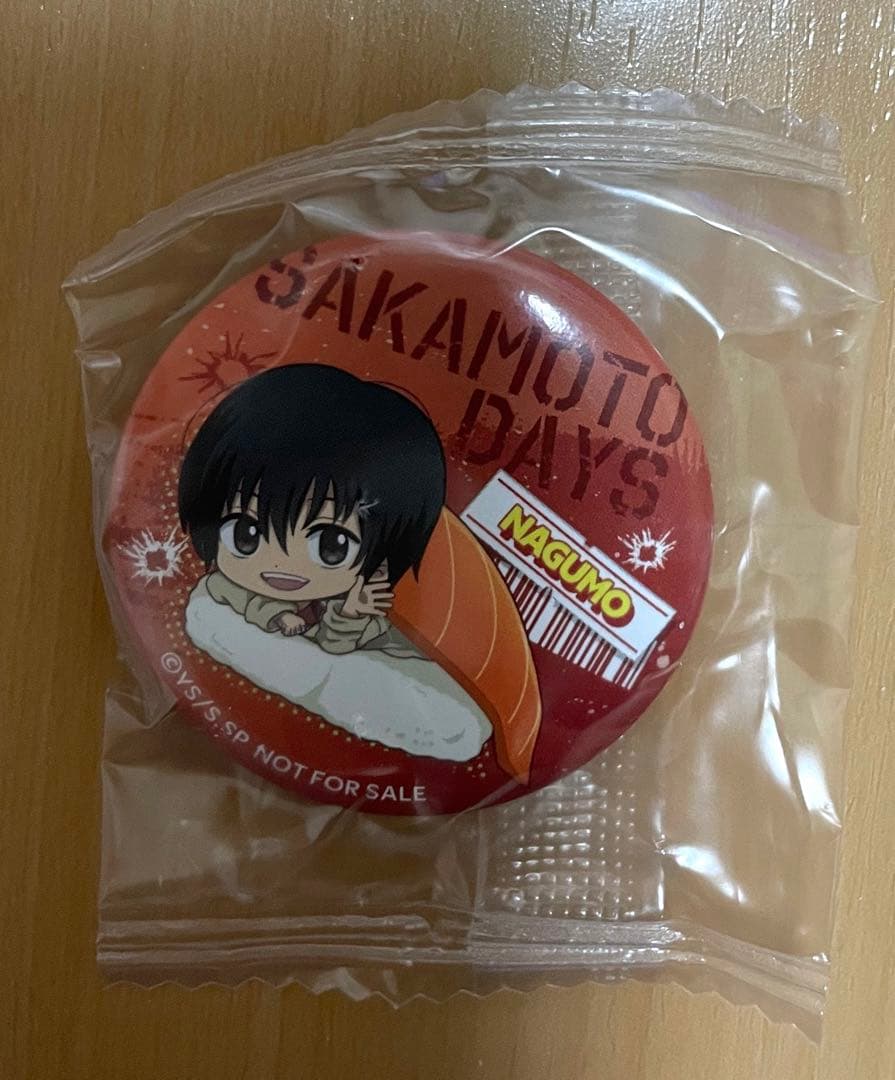 SAKAMOTO
DAYS
NAGUMO
©YS/S,SP NOT FOR SALE